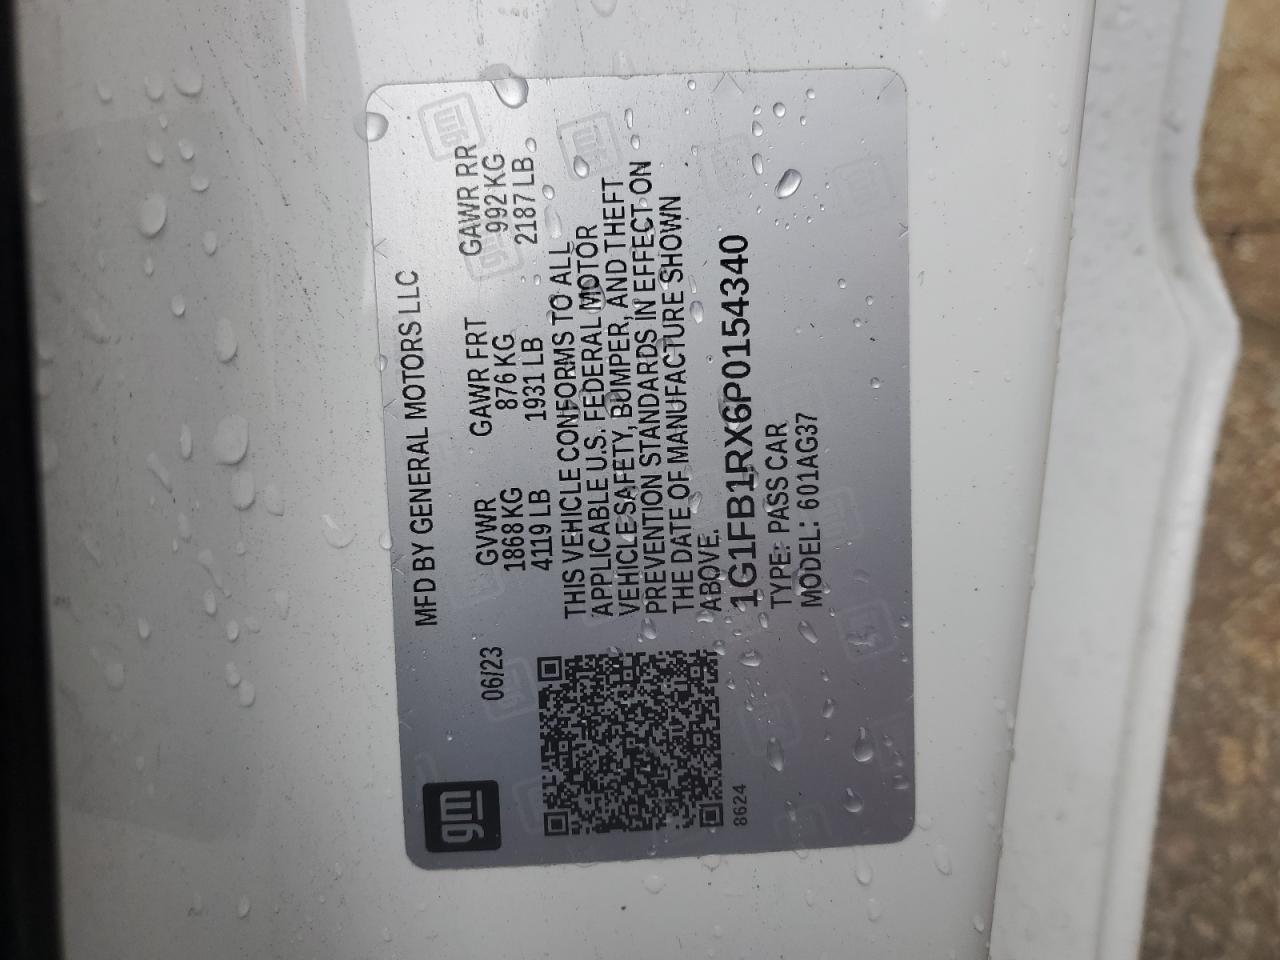 gm
MFD BY GENERAL MOTORS LLC
06/23
GVWR GAWR FRT GAWR RR
1868 KG 876 KG 992 KG
4119 LB 1931 LB 2187 LB
THIS VEHICLE CONFORMS TO ALL
APPLICABLE U.S. FEDERAL MOTOR
VEHICLE SAFETY, BUMPER, AND THEFT
PREVENTION STANDARDS IN EFFECT ON
THE DATE OF MANUFACTURE SHOWN
ABOVE.
1G1FB1RX6P0154340
TYPE: PASS CAR
MODEL: 601AG37
8624